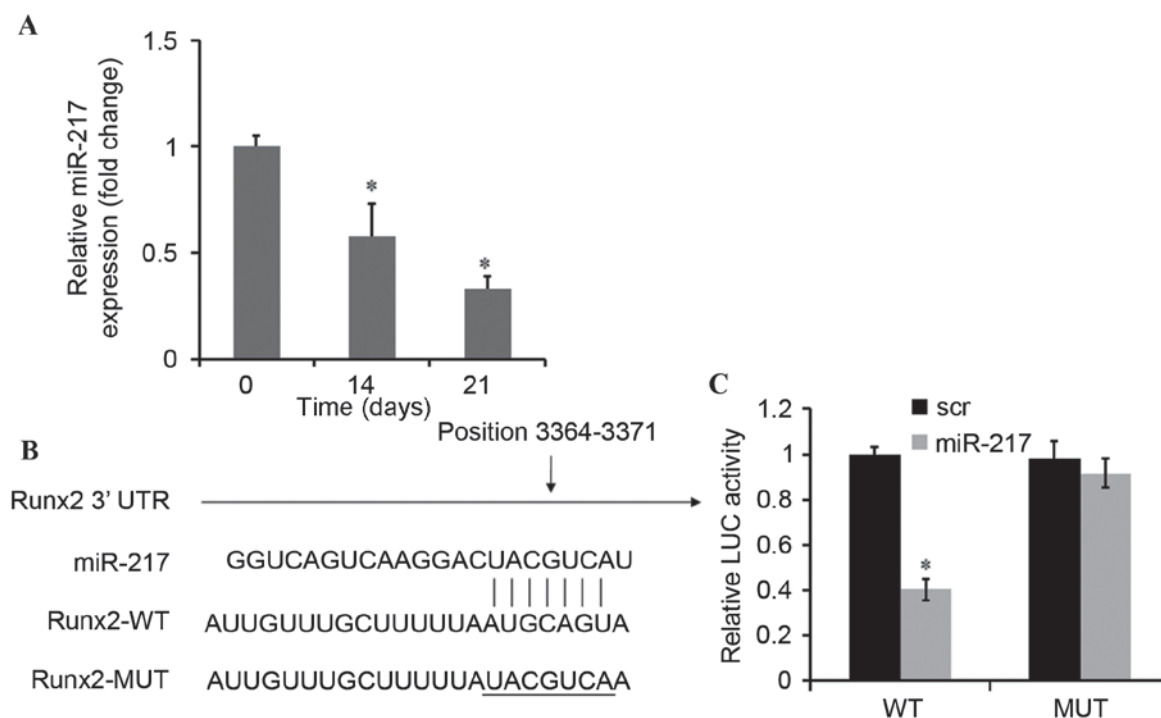 A
1.5
1
0.5
0
Relative miR-217
expression (fold change)
*
*
0 14 21
Time (days)
B
Position 3364-3371
Runx2 3' UTR
miR-217 GGUCAGUCAAGGACUACGUCAU
Runx2-WT AUUGUUUGCUUUUUAAUGCAGUA
Runx2-MUT AUUGUUUGCUUUUUAUACGUCAA
C
1.2
1
0.8
0.6
0.4
0.2
0
Relative LUC activity
scr
miR-217
*
WT MUT